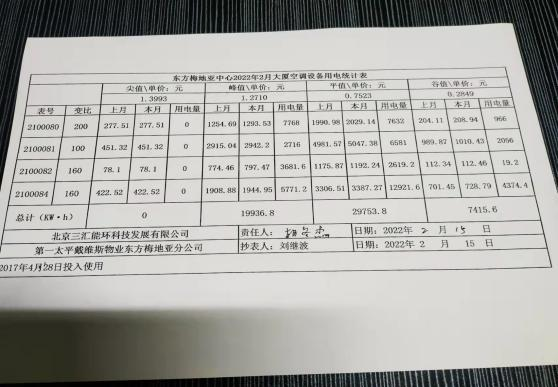 东方梅地亚中心2022年2月大厦空调设备用电统计表
尖值\单价：元 峰值\单价：元 平值\单价：元 谷值\单价：元
1.3993 1.2710 0.7523 0.2849
表号 变比 上月 本月 用电量 上月 本月 用电量 上月 本月 用电量 上月 本月 用电量
2100080 200 277.51 277.51 0 1254.69 1293.53 7768 1990.98 2029.14 7632 204.11 208.94 966
2100081 100 451.32 451.32 0 2915.04 2942.2 2716 4981.57 5047.38 6581 989.87 1010.43 2056
2100082 160 78.1 78.1 0 774.46 797.47 3681.6 1175.87 1192.24 2619.2 112.34 112.46 19.2
2100084 160 422.52 422.52 0 1908.88 1944.95 5771.2 3306.51 3387.27 12921.6 701.45 728.79 4374.4
总计（KW·h） 0 19936.8 29753.8 7415.6
北京三汇能环科技发展有限公司 责任人： 日期：2022年 2 月 15 日
第一太平戴维斯物业东方梅地亚分公司 抄表人：刘继波 日期：2022年 2 月 15 日
2017年4月28日投入使用